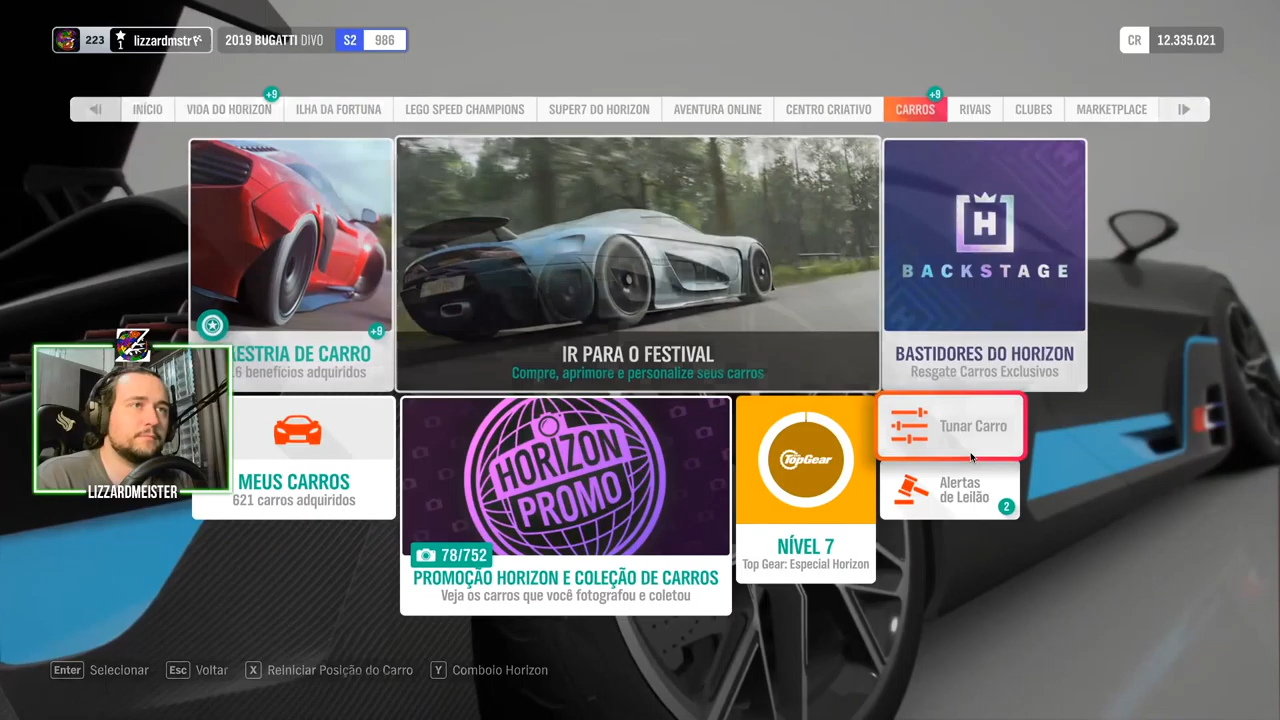 223 lizzardmstr
2019 BUGATTI DIVO S2 986
CR 12.335.021
INÍCIO
VIDA DO HORIZON +9
ILHA DA FORTUNA
LEGO SPEED CHAMPIONS
SUPER7 DO HORIZON
AVENTURA ONLINE
CENTRO CRIATIVO
CARROS +9
RIVAIS
CLUBES
MARKETPLACE
+9
ESTRIA DE CARRO
6 benefícios adquiridos
IR PARA O FESTIVAL
Compre, aprimore e personalize seus carros
H
BACKSTAGE
BASTIDORES DO HORIZON
Resgate Carros Exclusivos
LIZZARDMEISTER
MEUS CARROS
621 carros adquiridos
HORIZON
PROMO
78/752
PROMOÇÃO HORIZON E COLEÇÃO DE CARROS
Veja os carros que você fotografou e coletou
TopGear
NÍVEL 7
Top Gear: Especial Horizon
Tunar Carro
Alertas
de Leilão
2
Enter Selecionar
Esc Voltar
X Reiniciar Posição do Carro
Y Comboio Horizon